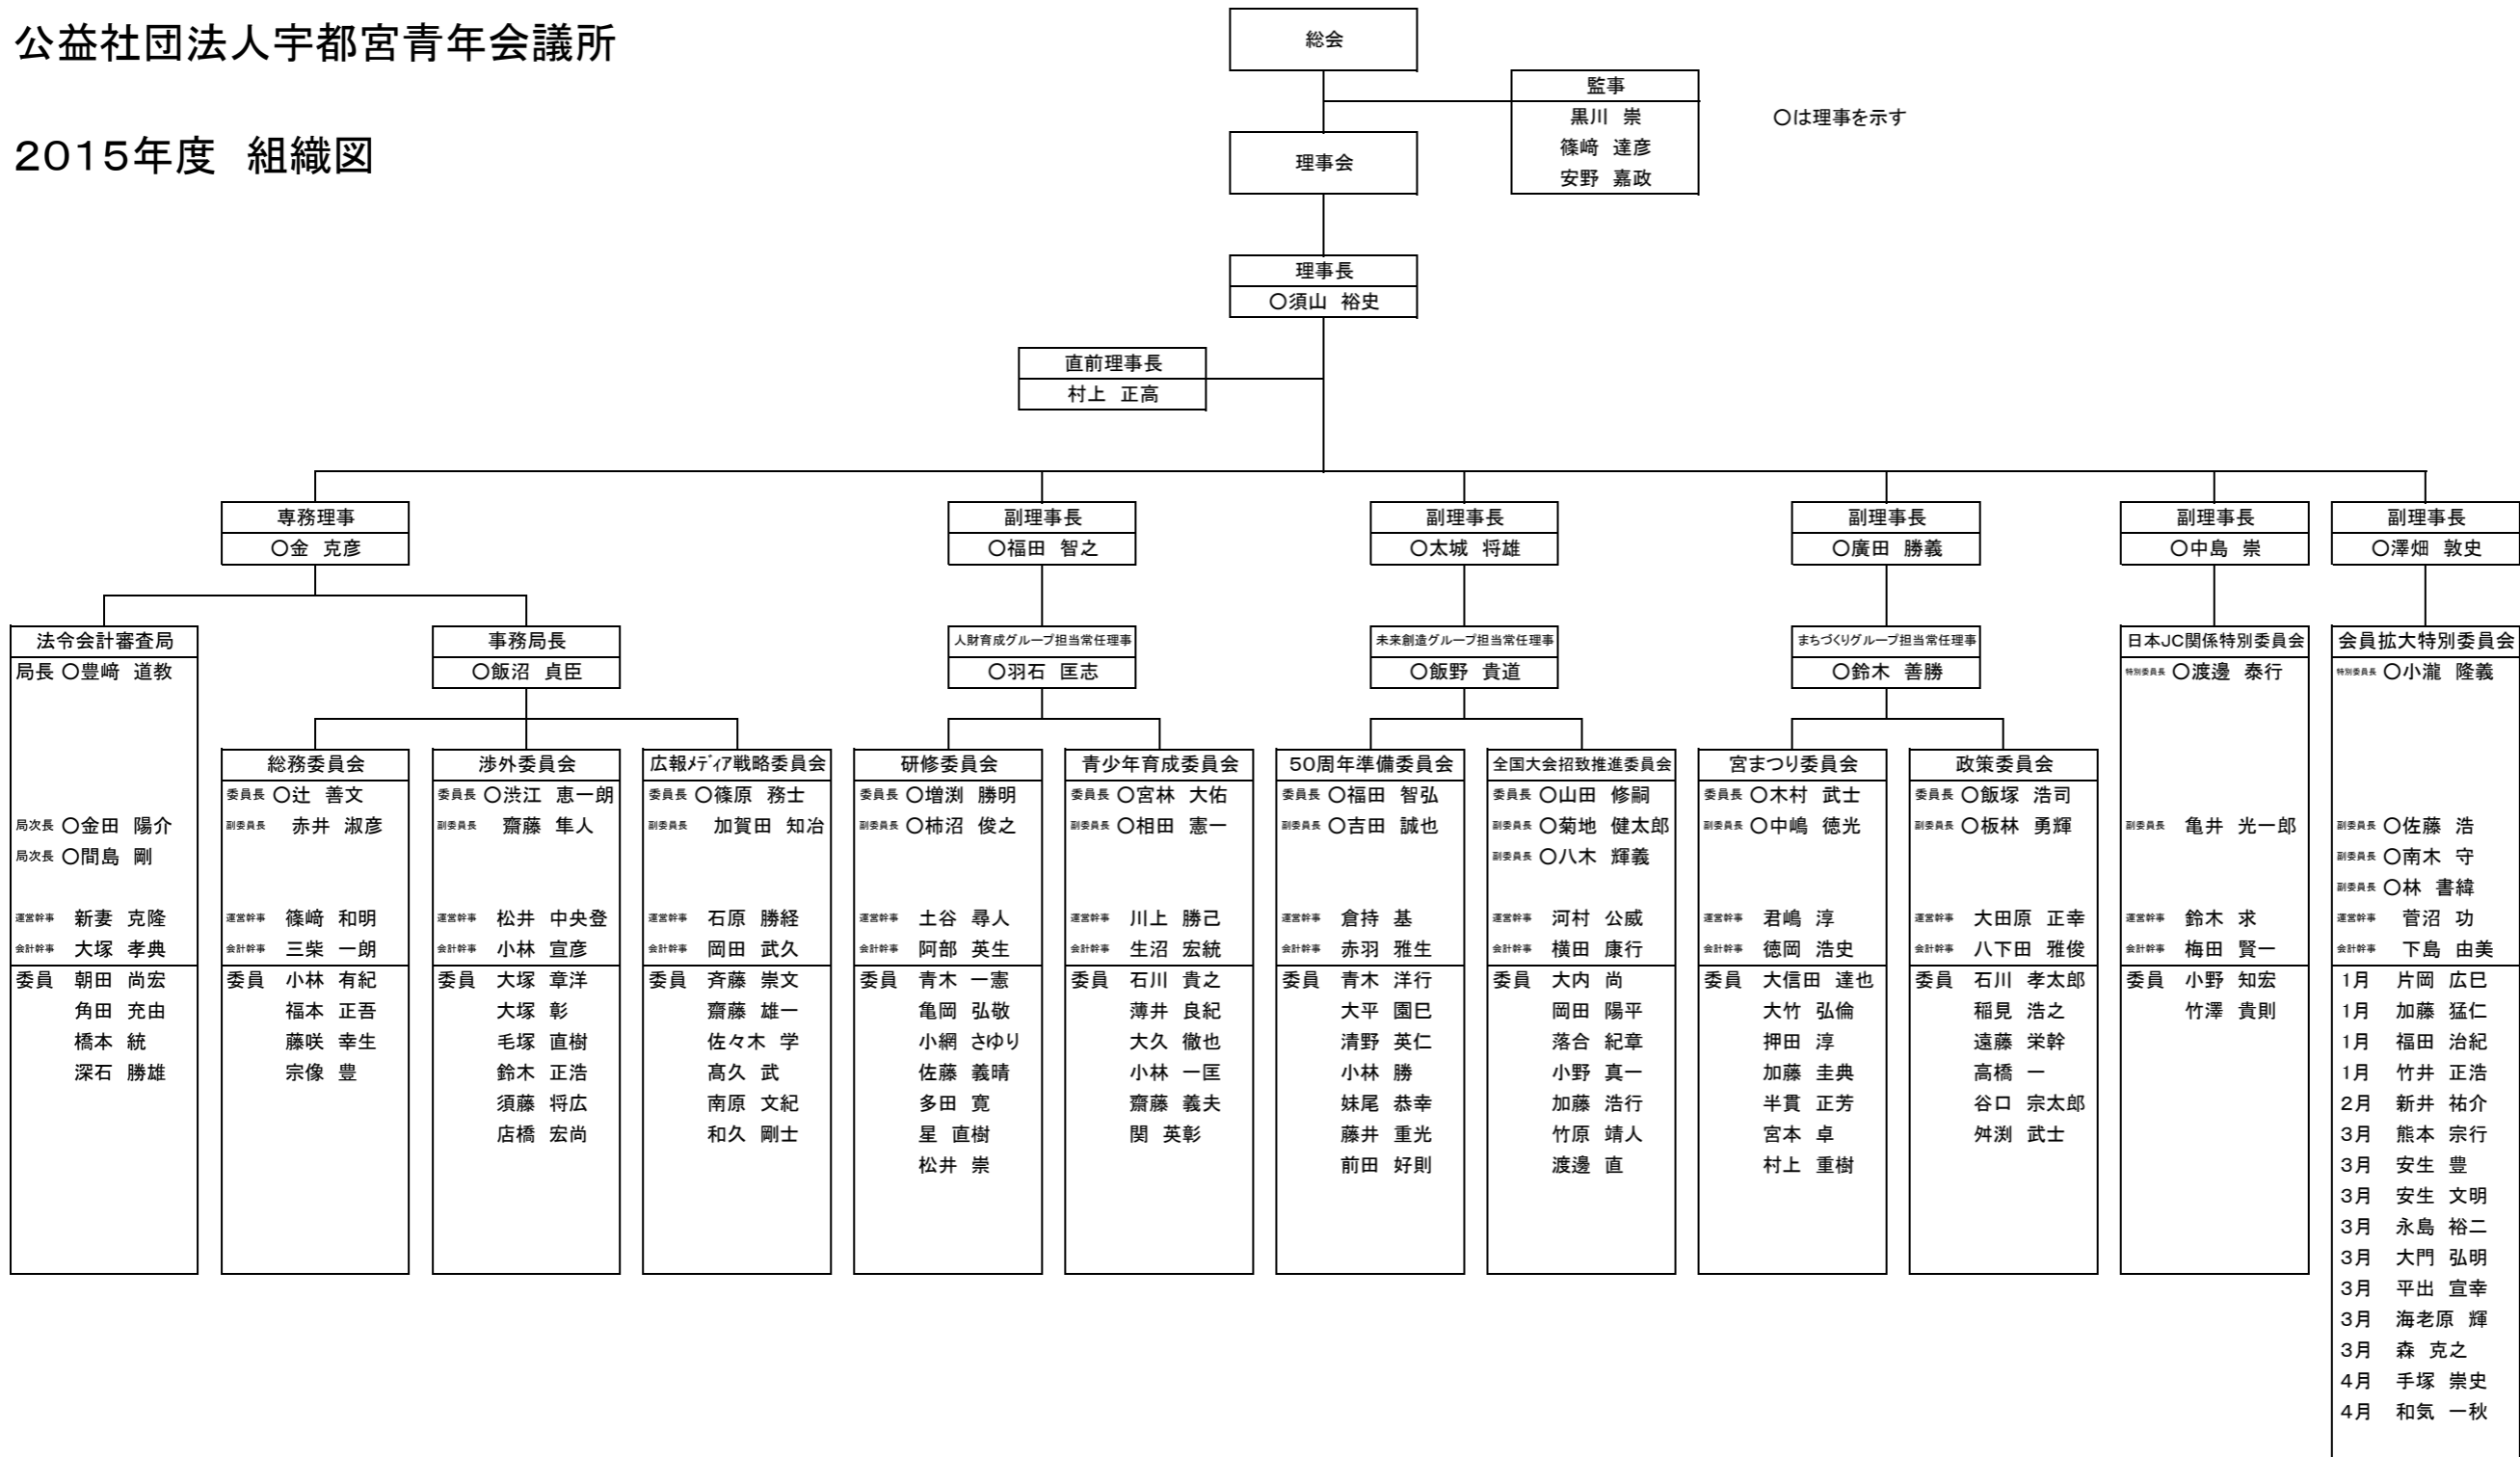 公益社団法人宇都宮青年会議所
2015年度 組織図
総会
監事
黒川 崇
篠﨑 達彦
安野 嘉政
〇は理事を示す
理事会
理事長
〇須山 裕史
直前理事長
村上 正高
専務理事
〇金 克彦
副理事長
〇福田 智之
副理事長
〇太城 将雄
副理事長
〇廣田 勝義
副理事長
〇中島 崇
副理事長
〇澤畑 敦史
法令会計審査局
局長 〇豊﨑 道教
局次長 〇金田 陽介
局次長 〇間島 剛
運営幹事 新妻 克隆
会計幹事 大塚 孝典
委員 朝田 尚宏
角田 充由
橋本 統
深石 勝雄
事務局長
〇飯沼 貞臣
総務委員会
委員長 〇辻 善文
副委員長 赤井 淑彦
運営幹事 篠﨑 和明
会計幹事 三柴 一朗
委員 小林 有紀
福本 正吾
藤咲 幸生
宗像 豊
渉外委員会
委員長 〇渋江 恵一朗
副委員長 齋藤 隼人
運営幹事 松井 中央登
会計幹事 小林 宣彦
委員 大塚 章洋
大塚 彰
毛塚 直樹
鈴木 正浩
須藤 将広
店橋 宏尚
広報メディア戦略委員会
委員長 〇篠原 務士
副委員長 加賀田 知冶
運営幹事 石原 勝経
会計幹事 岡田 武久
委員 斉藤 崇文
齋藤 雄一
佐々木 学
髙久 武
南原 文紀
和久 剛士
人財育成グループ担当常任理事
〇羽石 匡志
研修委員会
委員長 〇増渕 勝明
副委員長 〇柿沼 俊之
運営幹事 土谷 尋人
会計幹事 阿部 英生
委員 青木 一憲
亀岡 弘敬
小網 さゆり
佐藤 義晴
多田 寛
星 直樹
松井 崇
青少年育成委員会
委員長 〇宮林 大佑
副委員長 〇相田 憲一
運営幹事 川上 勝己
会計幹事 生沼 宏統
委員 石川 貴之
薄井 良紀
大久 徹也
小林 一匡
齋藤 義夫
関 英彰
未来創造グループ担当常任理事
〇飯野 貴道
50周年準備委員会
委員長 〇福田 智弘
副委員長 〇吉田 誠也
運営幹事 倉持 基
会計幹事 赤羽 雅生
委員 青木 洋行
大平 園巳
清野 英仁
小林 勝
妹尾 恭幸
藤井 重光
前田 好則
全国大会招致推進委員会
委員長 〇山田 修嗣
副委員長 〇菊地 健太郎
副委員長 〇八木 輝義
運営幹事 河村 公威
会計幹事 横田 康行
委員 大内 尚
岡田 陽平
落合 紀章
小野 真一
加藤 浩行
竹原 靖人
渡邊 直
まちづくりグループ担当常任理事
〇鈴木 善勝
宮まつり委員会
委員長 〇木村 武士
副委員長 〇中嶋 徳光
運営幹事 君嶋 淳
会計幹事 徳岡 浩史
委員 大信田 達也
大竹 弘倫
押田 淳
加藤 圭典
半貫 正芳
宮本 卓
村上 重樹
政策委員会
委員長 〇飯塚 浩司
副委員長 〇板林 勇輝
運営幹事 大田原 正幸
会計幹事 八下田 雅俊
委員 石川 孝太郎
稲見 浩之
遠藤 栄幹
高橋 一
谷口 宗太郎
舛渕 武士
日本JC関係特別委員会
特別委員長 〇渡邊 泰行
副委員長 亀井 光一郎
運営幹事 鈴木 求
会計幹事 梅田 賢一
委員 小野 知宏
竹澤 貴則
会員拡大特別委員会
特別委員長 〇小瀧 隆義
副委員長 〇佐藤 浩
副委員長 〇南木 守
副委員長 〇林 書緯
運営幹事 菅沼 功
会計幹事 下島 由美
1月 片岡 広巳
1月 加藤 猛仁
1月 福田 治紀
1月 竹井 正浩
2月 新井 祐介
3月 熊本 宗行
3月 安生 豊
3月 安生 文明
3月 永島 裕二
3月 大門 弘明
3月 平出 宣幸
3月 海老原 輝
3月 森 克之
4月 手塚 崇史
4月 和気 一秋